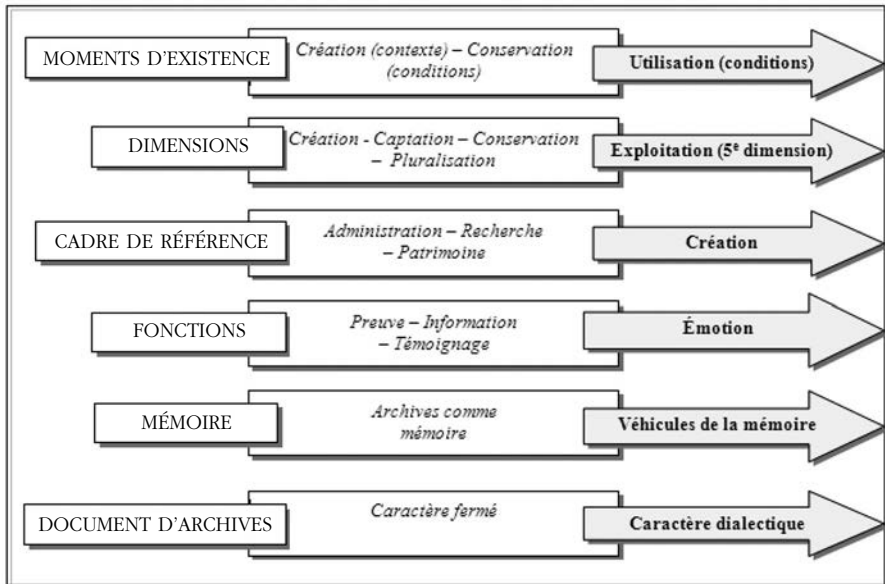 MOMENTS D'EXISTENCE
Création (contexte) – Conservation
(conditions)
Utilisation (conditions)
DIMENSIONS
Création - Captation – Conservation
– Pluralisation
Exploitation (5e dimension)
CADRE DE RÉFÉRENCE
Administration – Recherche
– Patrimoine
Création
FONCTIONS
Preuve – Information
– Témoignage
Émotion
MÉMOIRE
Archives comme
mémoire
Véhicules de la mémoire
DOCUMENT D'ARCHIVES
Caractère fermé
Caractère dialectique